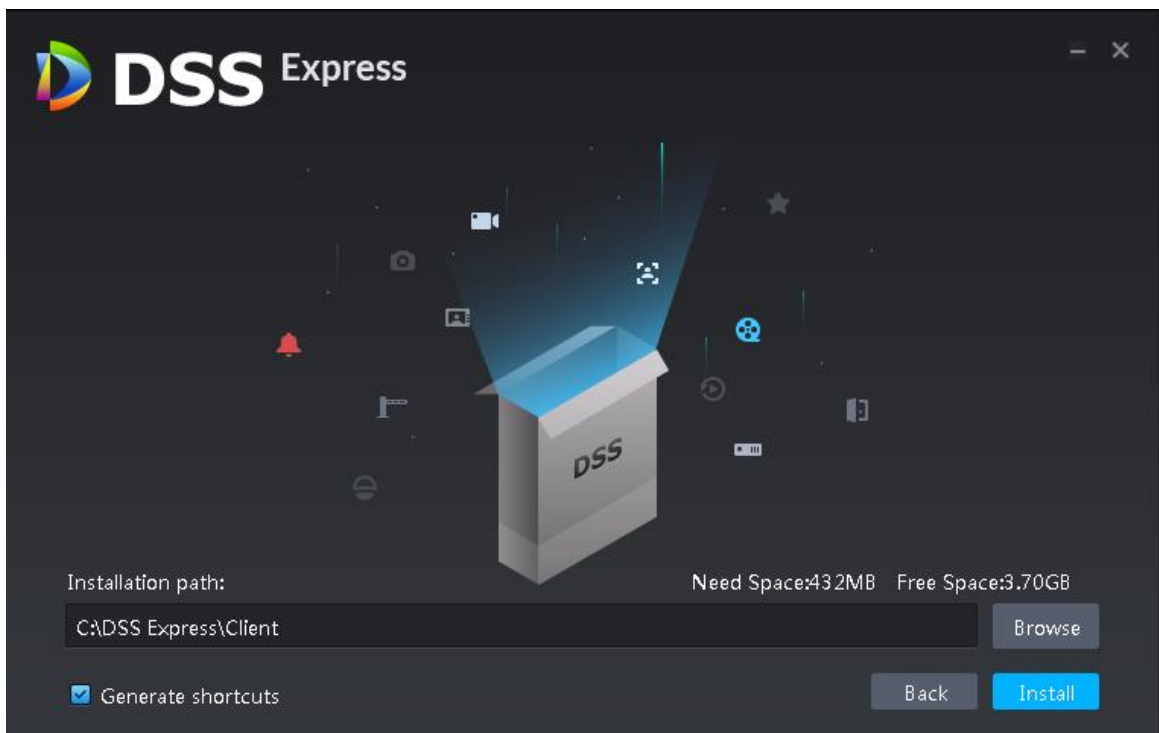 DSS Express
DSS
Installation path:
Need Space:432MB Free Space:3.70GB
C:\DSS Express\Client
Browse
Generate shortcuts
Back
Install